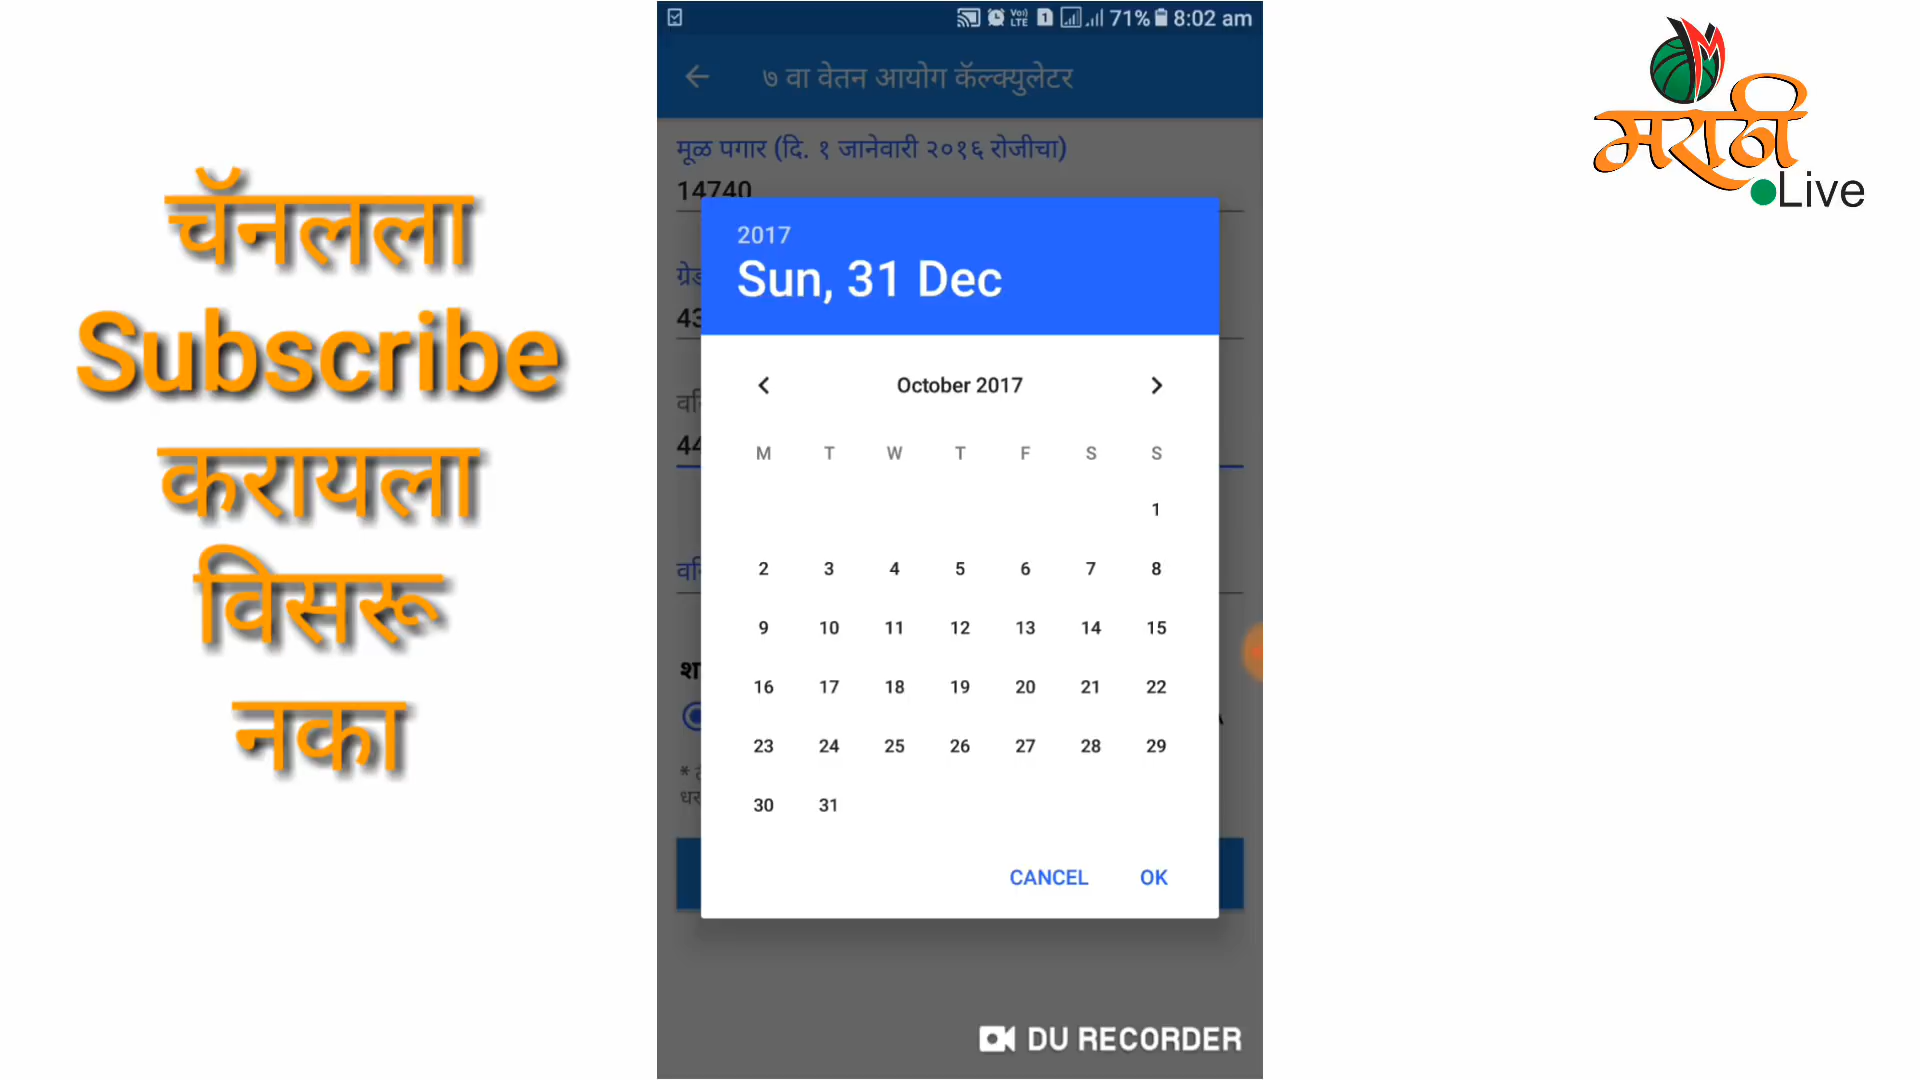 चॅनलला
Subscribe
करायला
विसरू
नका
VoLTE 1 71% 8:02 am
७ वा वेतन आयोग कॅल्क्युलेटर
मूळ पगार (दि. १ जानेवारी २०१६ रोजीचा)
14740
2017
Sun, 31 Dec
October 2017
M T W T F S S
1
2 3 4 5 6 7 8
9 10 11 12 13 14 15
16 17 18 19 20 21 22
23 24 25 26 27 28 29
30 31
CANCEL OK
DU RECORDER
M
मराठी
Live